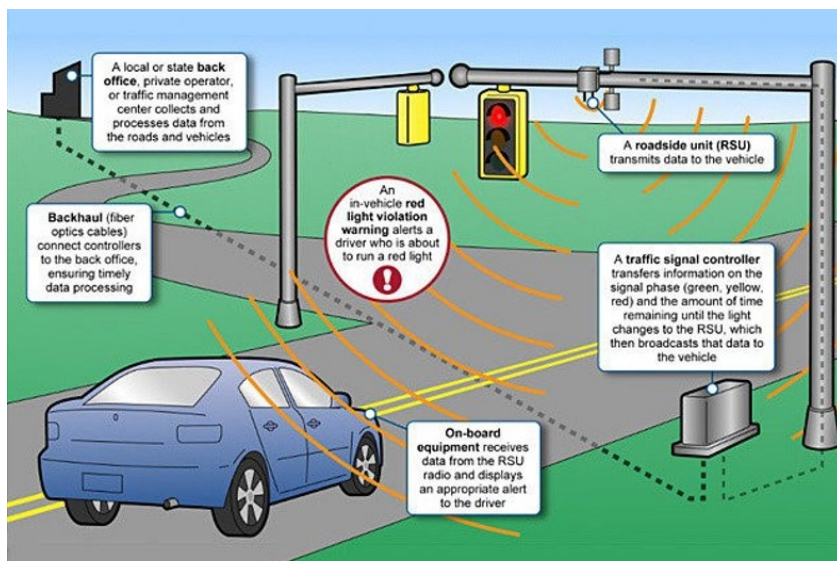 A local or state back
office, private operator,
or traffic management
center collects and
processes data from
the roads and vehicles
A roadside unit (RSU)
transmits data to the vehicle
Backhaul (fiber
optics cables)
connect controllers
to the back office,
ensuring timely
data processing
An
in-vehicle red
light violation
warning alerts a
driver who is about
to run a red light
!
A traffic signal controller
transfers information on the
signal phase (green, yellow,
red) and the amount of time
remaining until the light
changes to the RSU, which
then broadcasts that data to
the vehicle
On-board
equipment receives
data from the RSU
radio and displays
an appropriate alert
to the driver